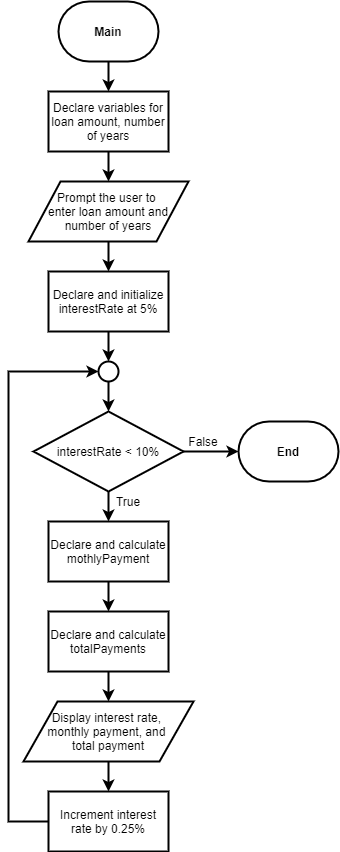 Main
Declare variables for
loan amount, number
of years
Prompt the user to
enter loan amount and
number of years
Declare and initialize
interestRate at 5%
interestRate < 10%
False
End
True
Declare and calculate
mothlyPayment
Declare and calculate
totalPayments
Display interest rate,
monthly payment, and
total payment
Increment interest
rate by 0.25%